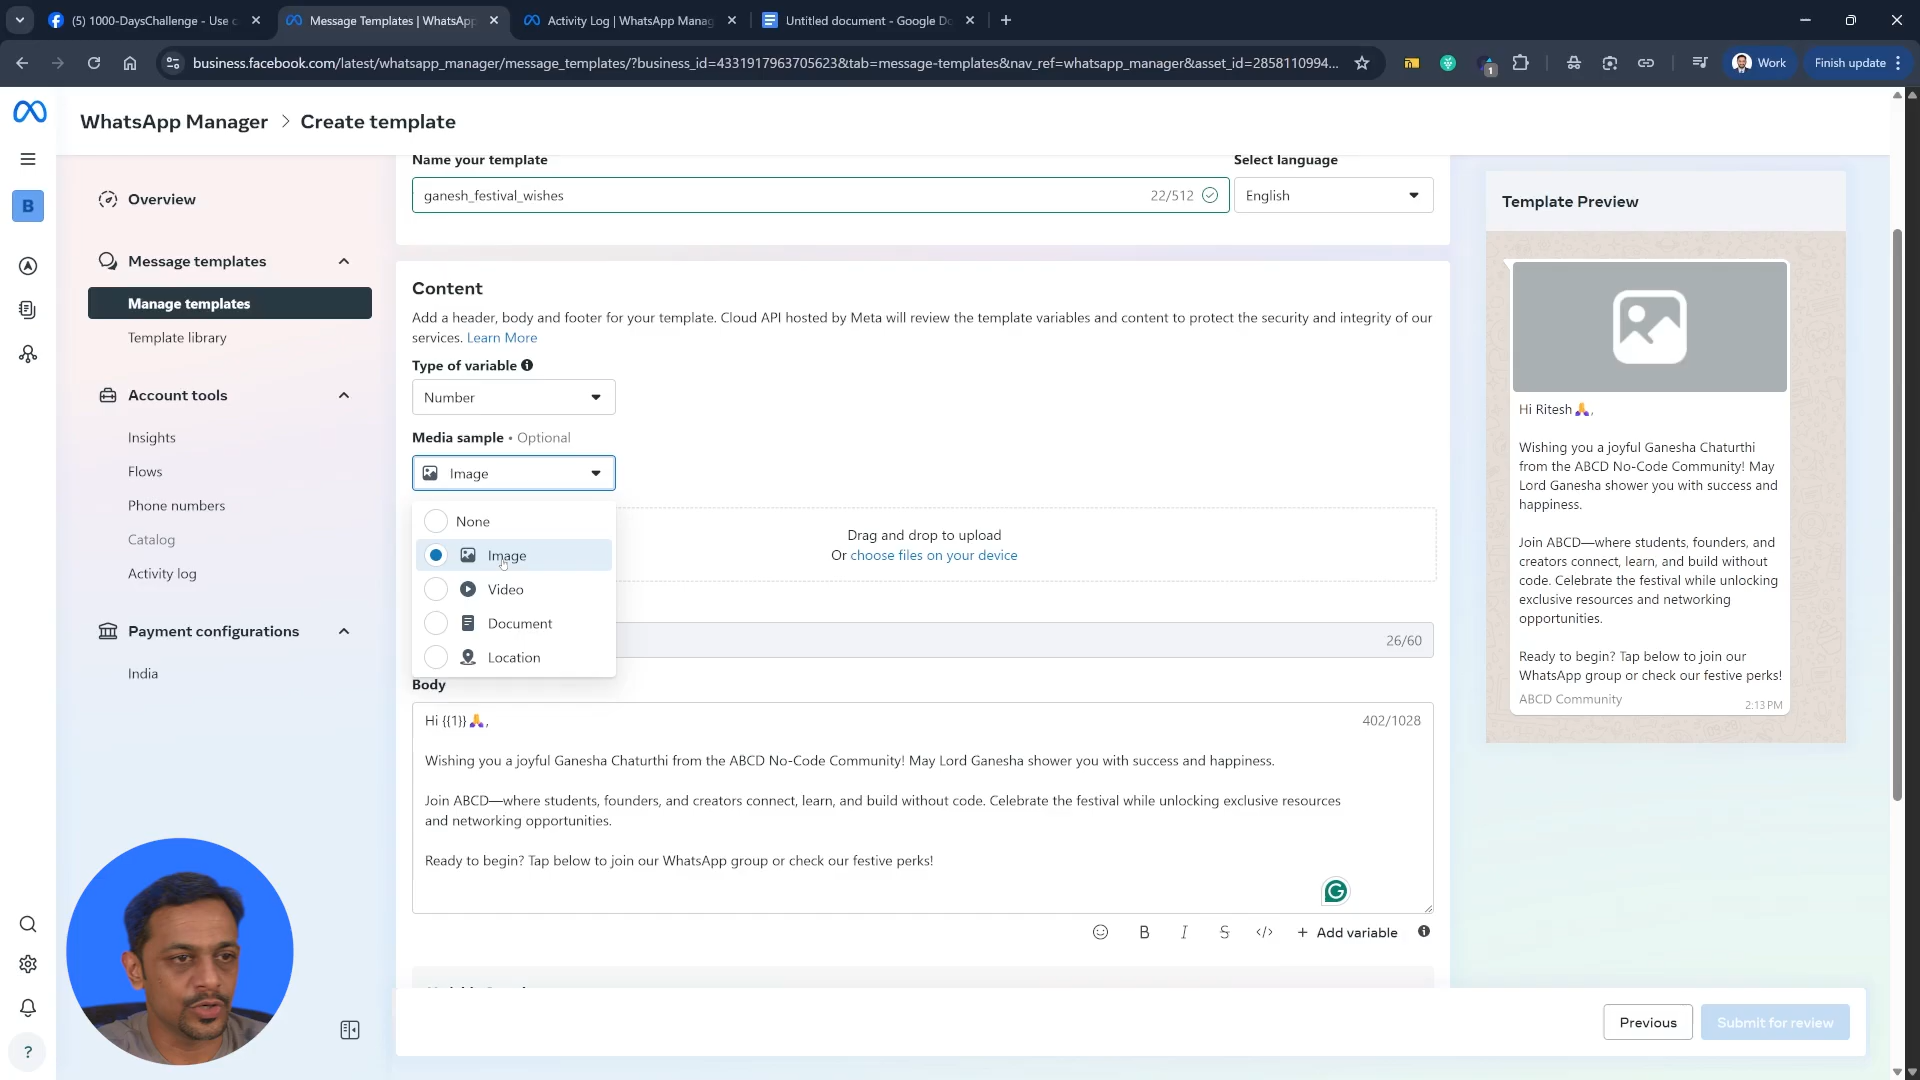 (5) 1000-DaysChallenge - Use c
Message Templates | WhatsApp
Activity Log | WhatsApp Manag
Untitled document - Google Do
business.facebook.com/latest/whatsapp_manager/message_templates/?business_id=4331917963705623&tab=message-templates&nav_ref=whatsapp_manager&asset_id=2858110994...
1
Work
Finish update
WhatsApp Manager > Create template
B
Overview
Message templates
Manage templates
Template library
Account tools
Insights
Flows
Phone numbers
Catalog
Activity log
Payment configurations
India
?
Name your template
Select language
ganesh_festival_wishes
22/512
English
Content
Add a header, body and footer for your template. Cloud API hosted by Meta will review the template variables and content to protect the security and integrity of our
services. Learn More
Type of variable
Number
Media sample • Optional
Image
None
Image
Video
Document
Location
Drag and drop to upload
Or choose files on your device
26/60
Body
Hi {{1}}🙏,
402/1028
Wishing you a joyful Ganesha Chaturthi from the ABCD No-Code Community! May Lord Ganesha shower you with success and happiness.
Join ABCD—where students, founders, and creators connect, learn, and build without code. Celebrate the festival while unlocking exclusive resources
and networking opportunities.
Ready to begin? Tap below to join our WhatsApp group or check our festive perks!
B I S </> + Add variable
Previous
Submit for review
Template Preview
Hi Ritesh🙏,
Wishing you a joyful Ganesha Chaturthi
from the ABCD No-Code Community! May
Lord Ganesha shower you with success and
happiness.
Join ABCD—where students, founders, and
creators connect, learn, and build without
code. Celebrate the festival while unlocking
exclusive resources and networking
opportunities.
Ready to begin? Tap below to join our
WhatsApp group or check our festive perks!
ABCD Community
2:13 PM